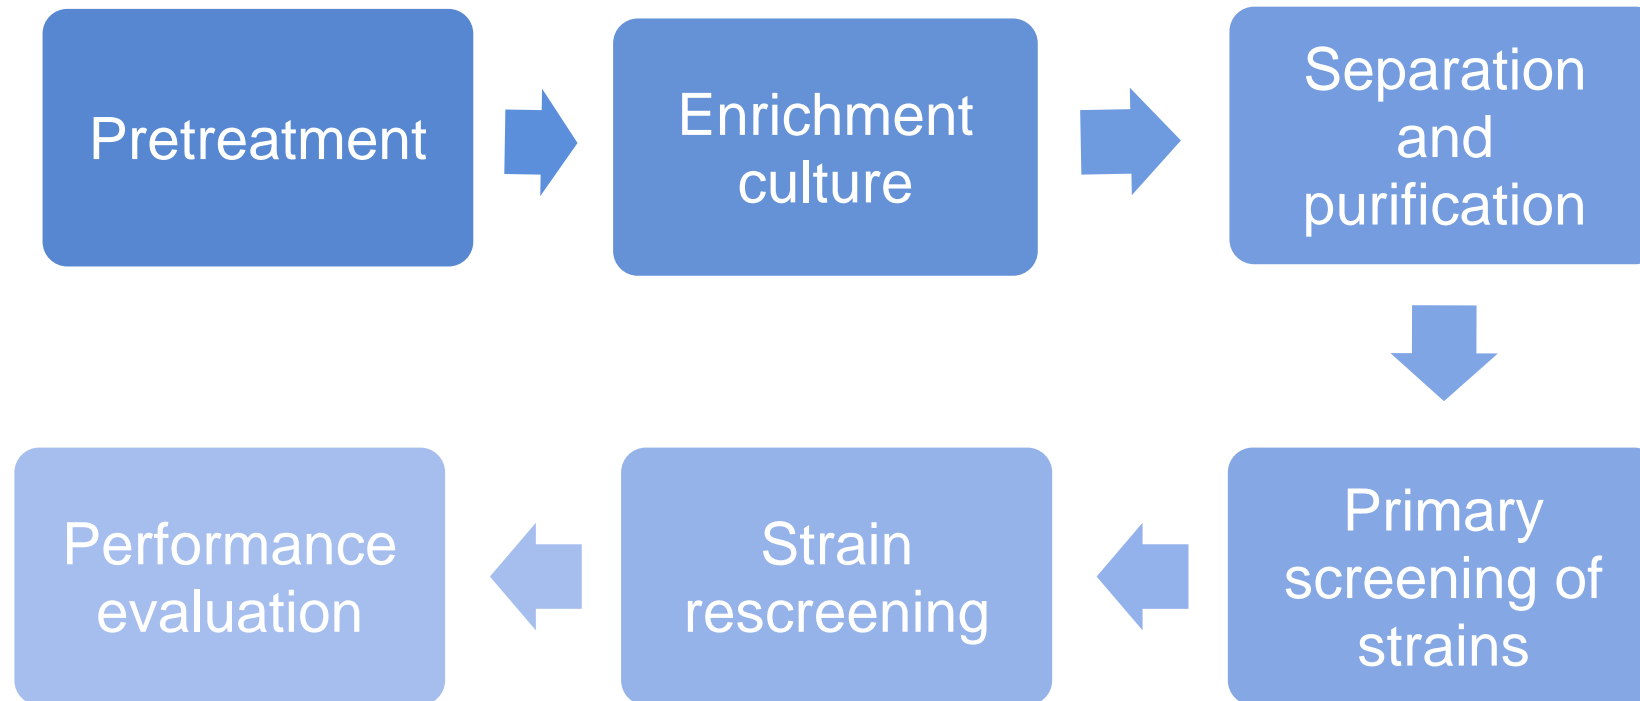 Pretreatment
Enrichment
culture
Separation
and
purification
Primary
screening of
strains
Strain
rescreening
Performance
evaluation